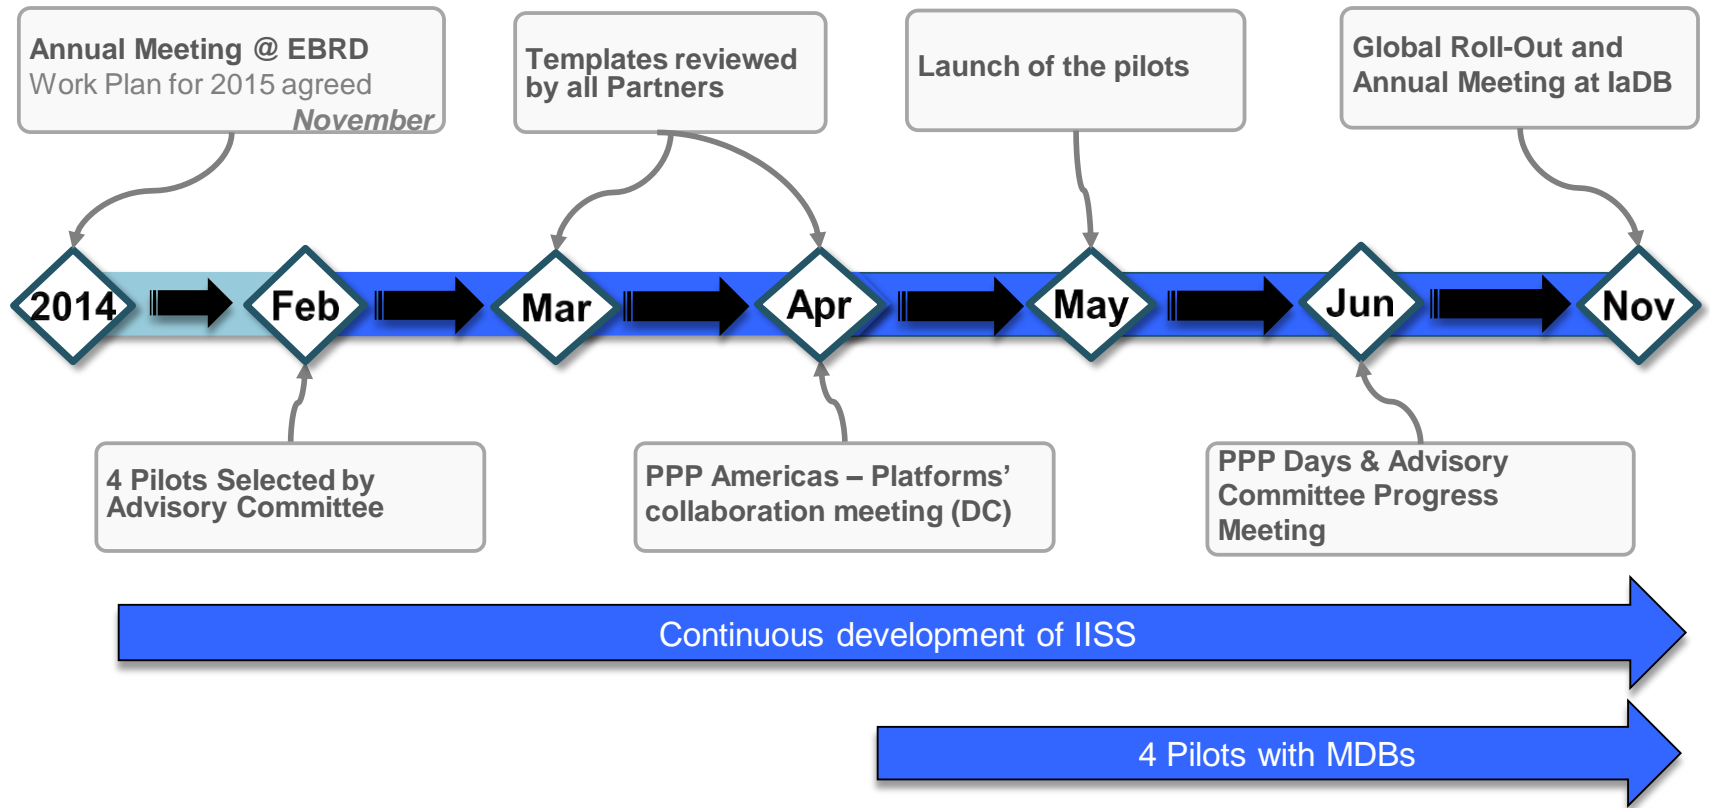 Annual Meeting @ EBRD
Work Plan for 2015 agreed
November
Templates reviewed
by all Partners
Launch of the pilots
Global Roll-Out and
Annual Meeting at IaDB
2014
Feb
Mar
Apr
May
Jun
Nov
4 Pilots Selected by
Advisory Committee
PPP Americas – Platforms’
collaboration meeting (DC)
PPP Days & Advisory
Committee Progress
Meeting
Continuous development of IISS
4 Pilots with MDBs